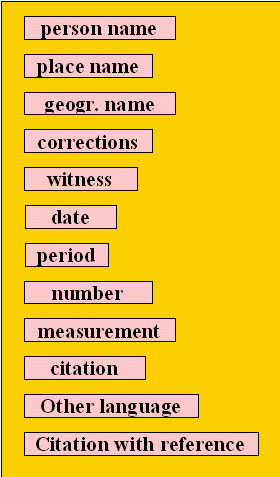 person name
place name
geogr. name
corrections
witness
date
period
number
measurement
citation
Other language
Citation with reference